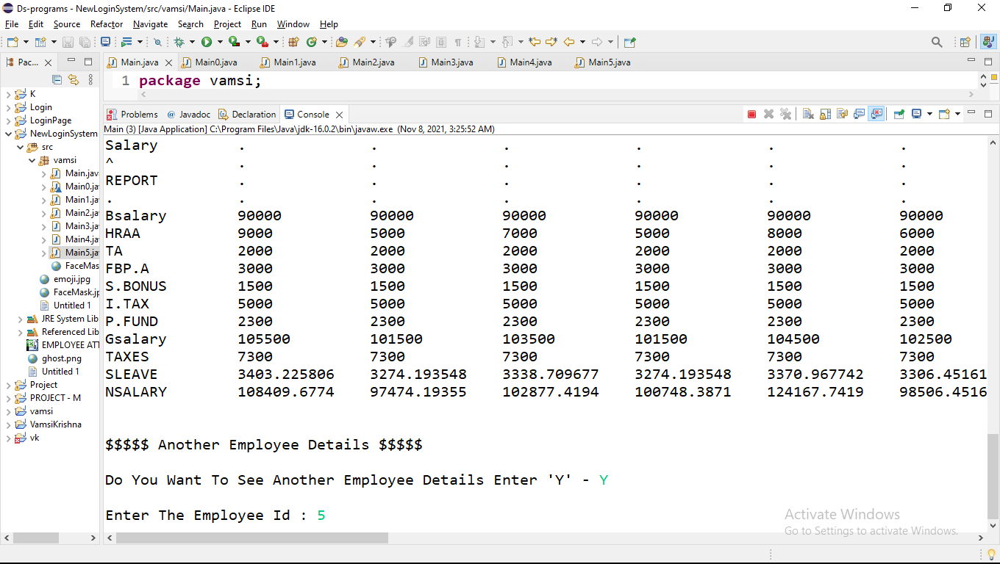 Ds-programs - NewLoginSystem/src/vamsi/Main.java - Eclipse IDE
File Edit Source Refactor Navigate Search Project Run Window Help
Pac...
Main.java Main0.java Main1.java Main2.java Main3.java Main4.java Main5.java
1 package vamsi;
K
Login
LoginPage
NewLoginSystem
src
vamsi
Main.jav
Main0.ja
Main1.ja
Main2.ja
Main3.ja
Main4.ja
Main5.ja
FaceMas
emoji.jpg
FaceMask.jp
Untitled 1
JRE System Lib
Referenced Lib
EMPLOYEE ATT
ghost.png
Untitled 1
Project
PROJECT - M
vamsi
VamsiKrishna
vk
Problems @ Javadoc Declaration Console
Main (3) [Java Application] C:\Program Files\Java\jdk-16.0.2\bin\javaw.exe (Nov 8, 2021, 3:25:52 AM)
Salary . . . . . .
^ . . . . . .
REPORT . . . . . .
. . . . . . .
Bsalary 90000 90000 90000 90000 90000 90000
HRAA 9000 5000 7000 5000 8000 6000
TA 2000 2000 2000 2000 2000 2000
FBP.A 3000 3000 3000 3000 3000 3000
S.BONUS 1500 1500 1500 1500 1500 1500
I.TAX 5000 5000 5000 5000 5000 5000
P.FUND 2300 2300 2300 2300 2300 2300
Gsalary 105500 101500 103500 101500 104500 102500
TAXES 7300 7300 7300 7300 7300 7300
SLEAVE 3403.225806 3274.193548 3338.709677 3274.193548 3370.967742 3306.45161
NSALARY 108409.6774 97474.19355 102877.4194 100748.3871 124167.7419 98506.4516
$$$$$ Another Employee Details $$$$$
Do You Want To See Another Employee Details Enter 'Y' - Y
Enter The Employee Id : 5
Activate Windows
Go to Settings to activate Windows.